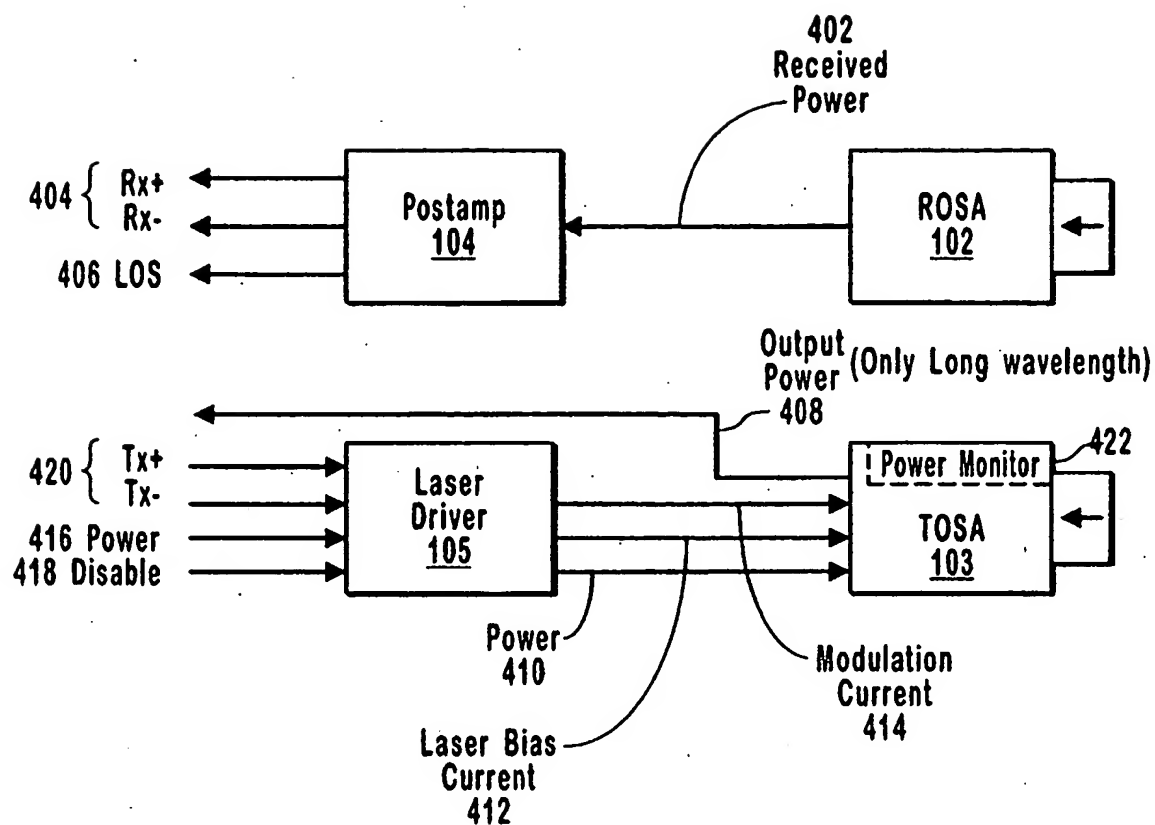 402
Received
Power
404 { Rx+
Rx-
406 LOS
Postamp
104
ROSA
102
Output
Power
408
(Only Long wavelength)
420 { Tx+
Tx-
416 Power
418 Disable
Laser
Driver
105
Power Monitor
422
TOSA
103
Power
410
Modulation
Current
414
Laser Bias
Current
412